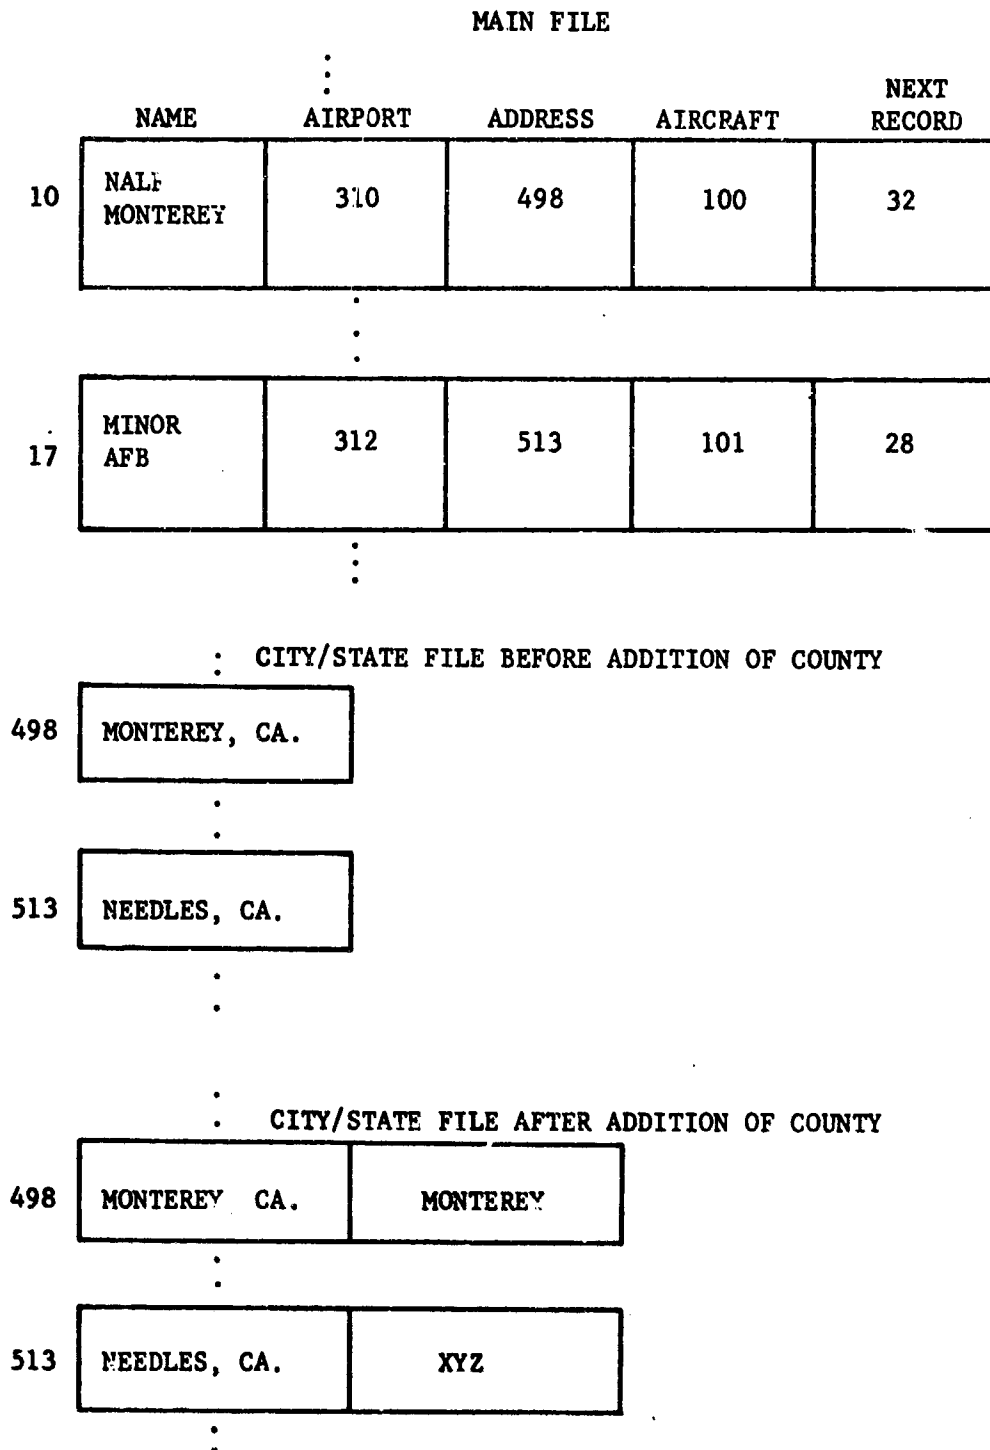 MAIN FILE
NEXT
NAME AIRPORT ADDRESS AIRCRAFT RECORD
10 NALF MONTEREY 310 498 100 32
17 MINOR AFB 312 513 101 28
CITY/STATE FILE BEFORE ADDITION OF COUNTY
498 MONTEREY, CA.
513 NEEDLES, CA.
CITY/STATE FILE AFTER ADDITION OF COUNTY
498 MONTEREY CA. MONTEREY
513 NEEDLES, CA. XYZ